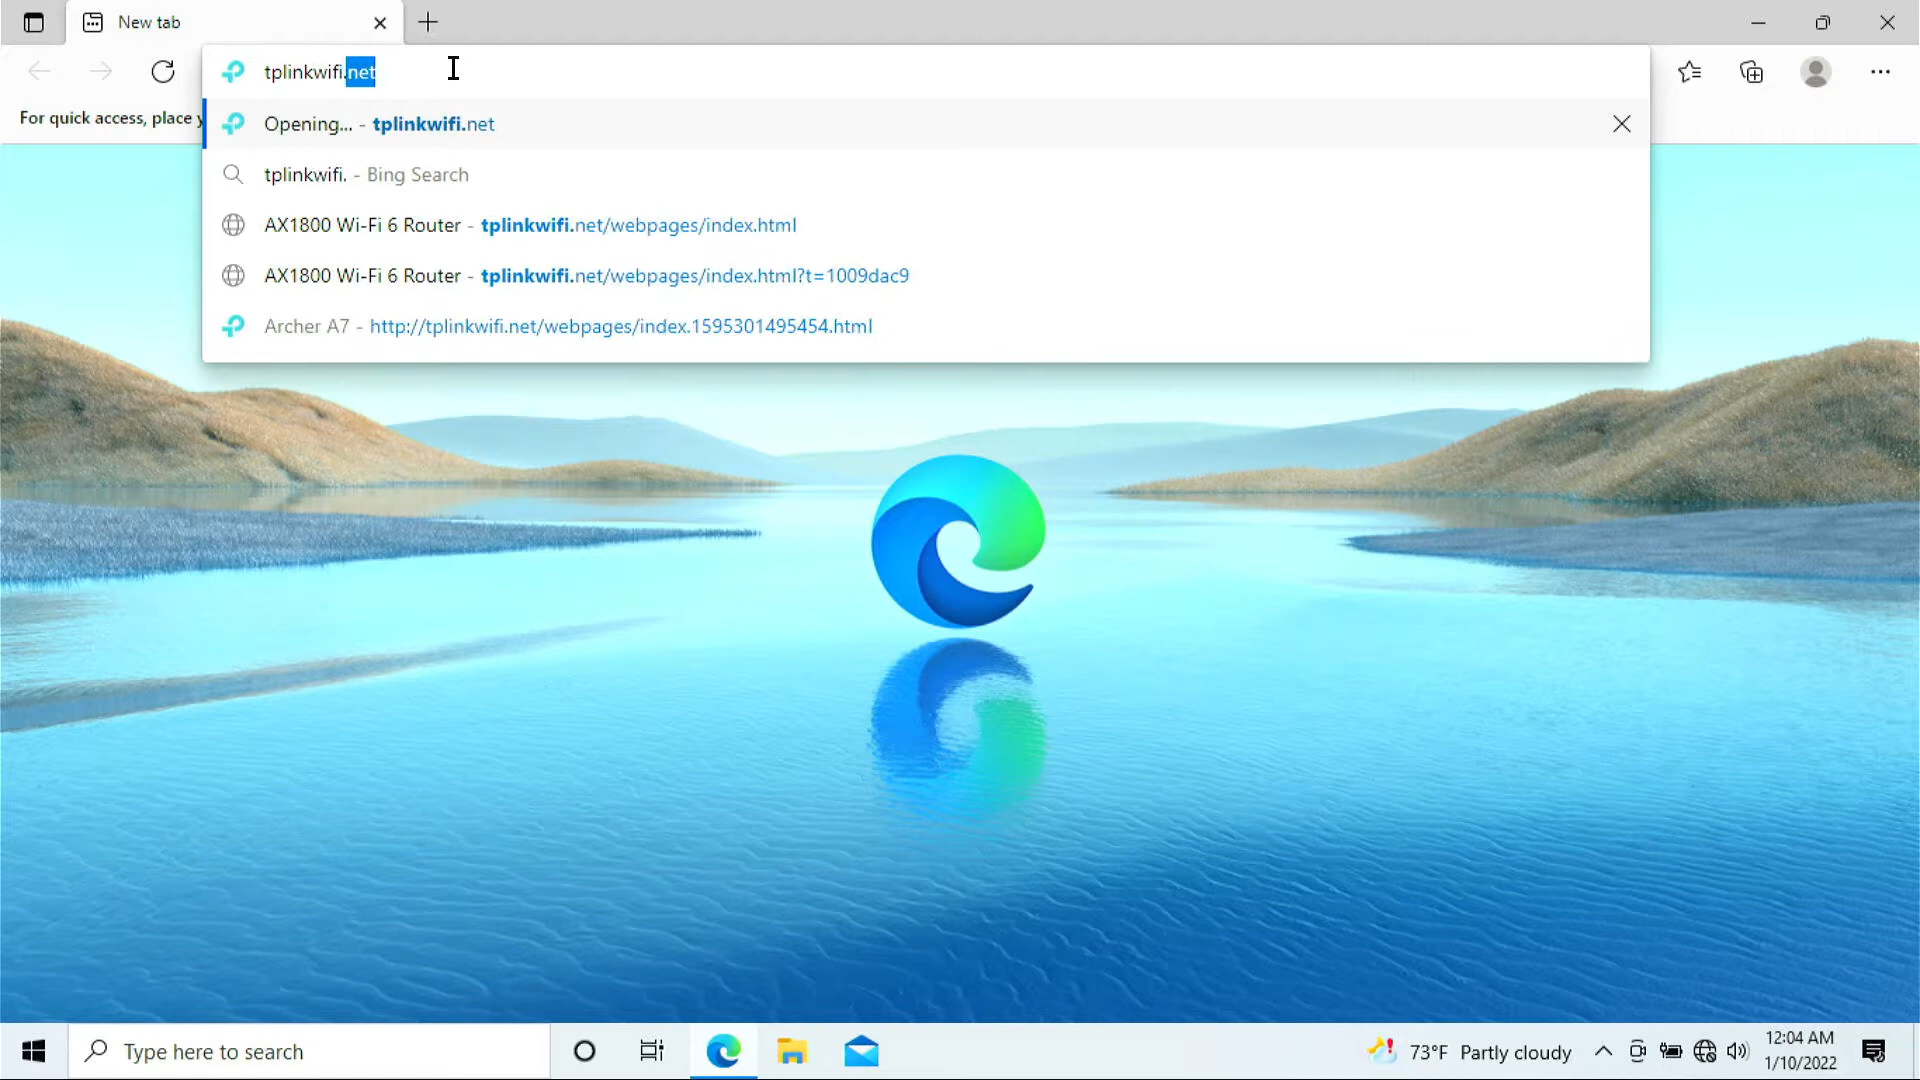 New tab
tplinkwifi.net
For quick access, place y
Opening... - tplinkwifi.net
tplinkwifi. - Bing Search
AX1800 Wi-Fi 6 Router - tplinkwifi.net/webpages/index.html
AX1800 Wi-Fi 6 Router - tplinkwifi.net/webpages/index.html?t=1009dac9
Archer A7 - http://tplinkwifi.net/webpages/index.1595301495454.html
Type here to search
73°F Partly cloudy
12:04 AM
1/10/2022